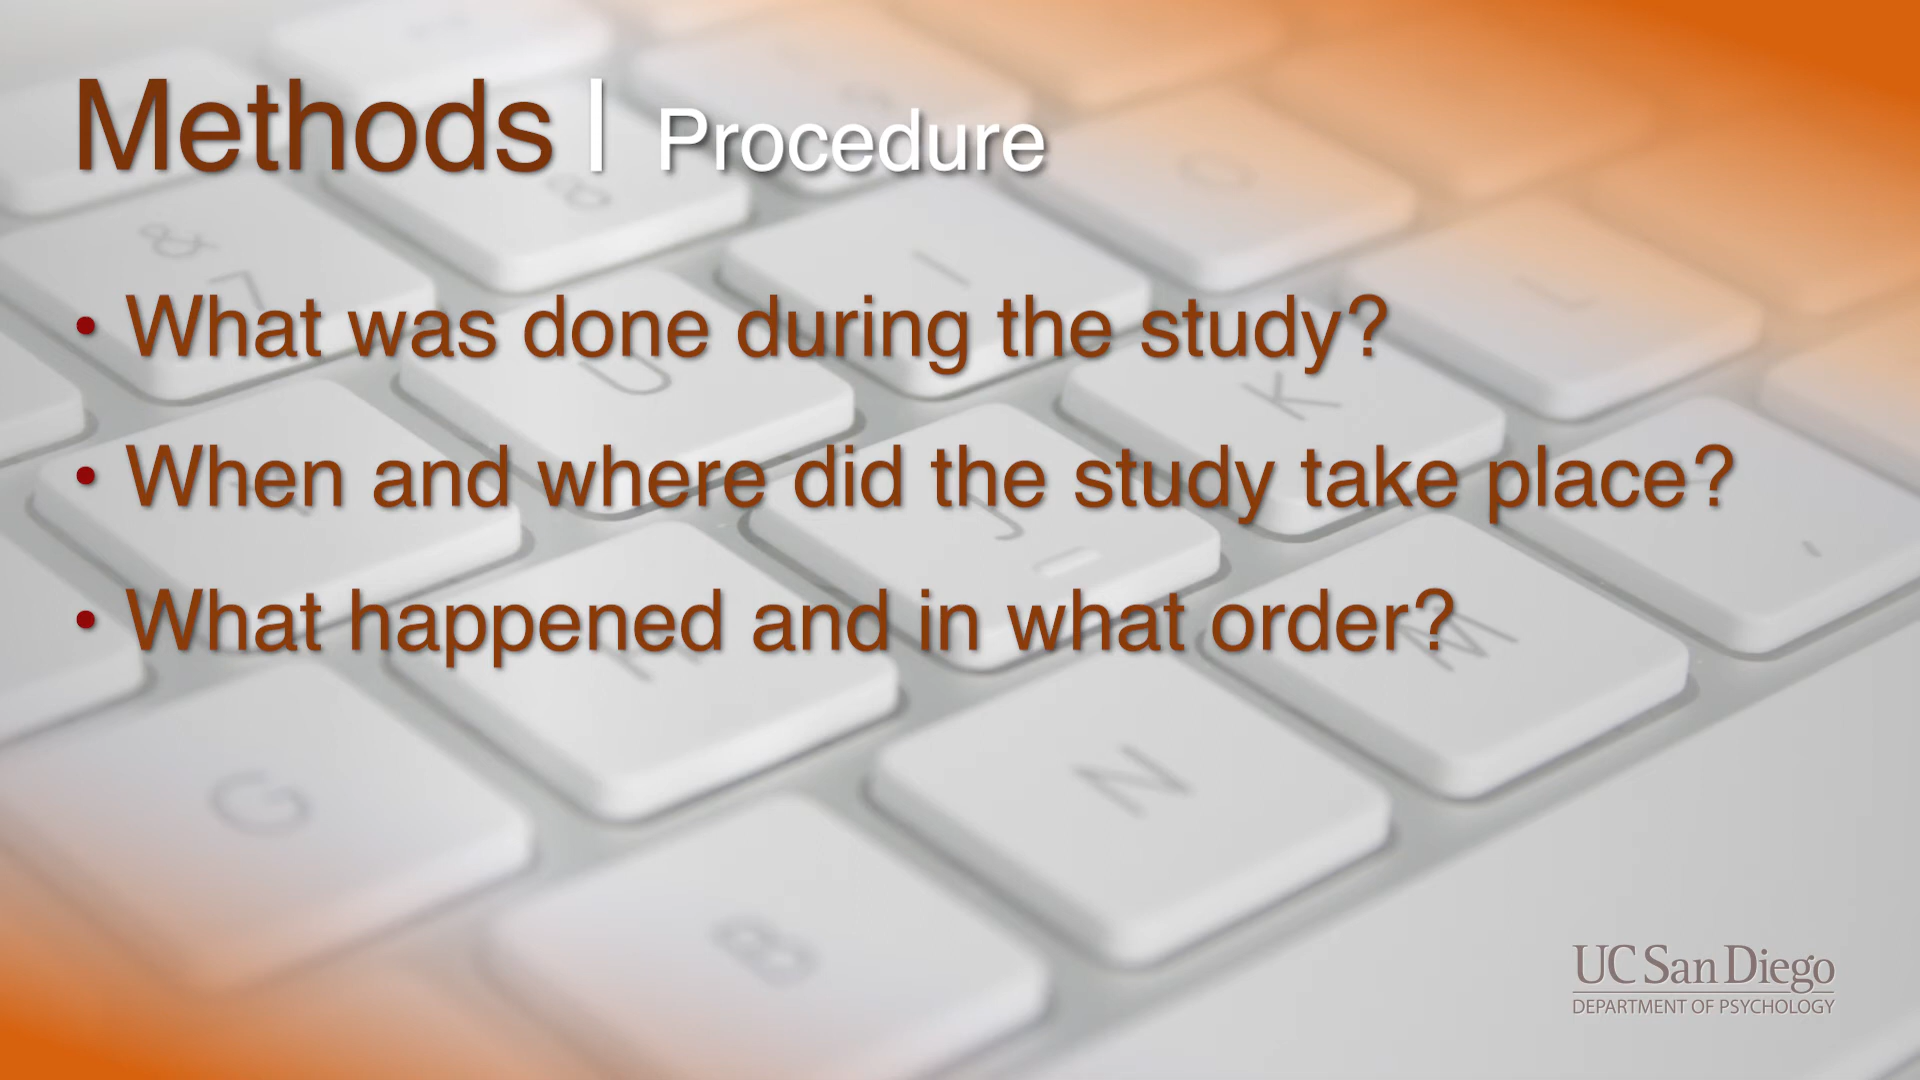 Methods | Procedure
• What was done during the study?
• When and where did the study take place?
• What happened and in what order?
UC San Diego
DEPARTMENT OF PSYCHOLOGY